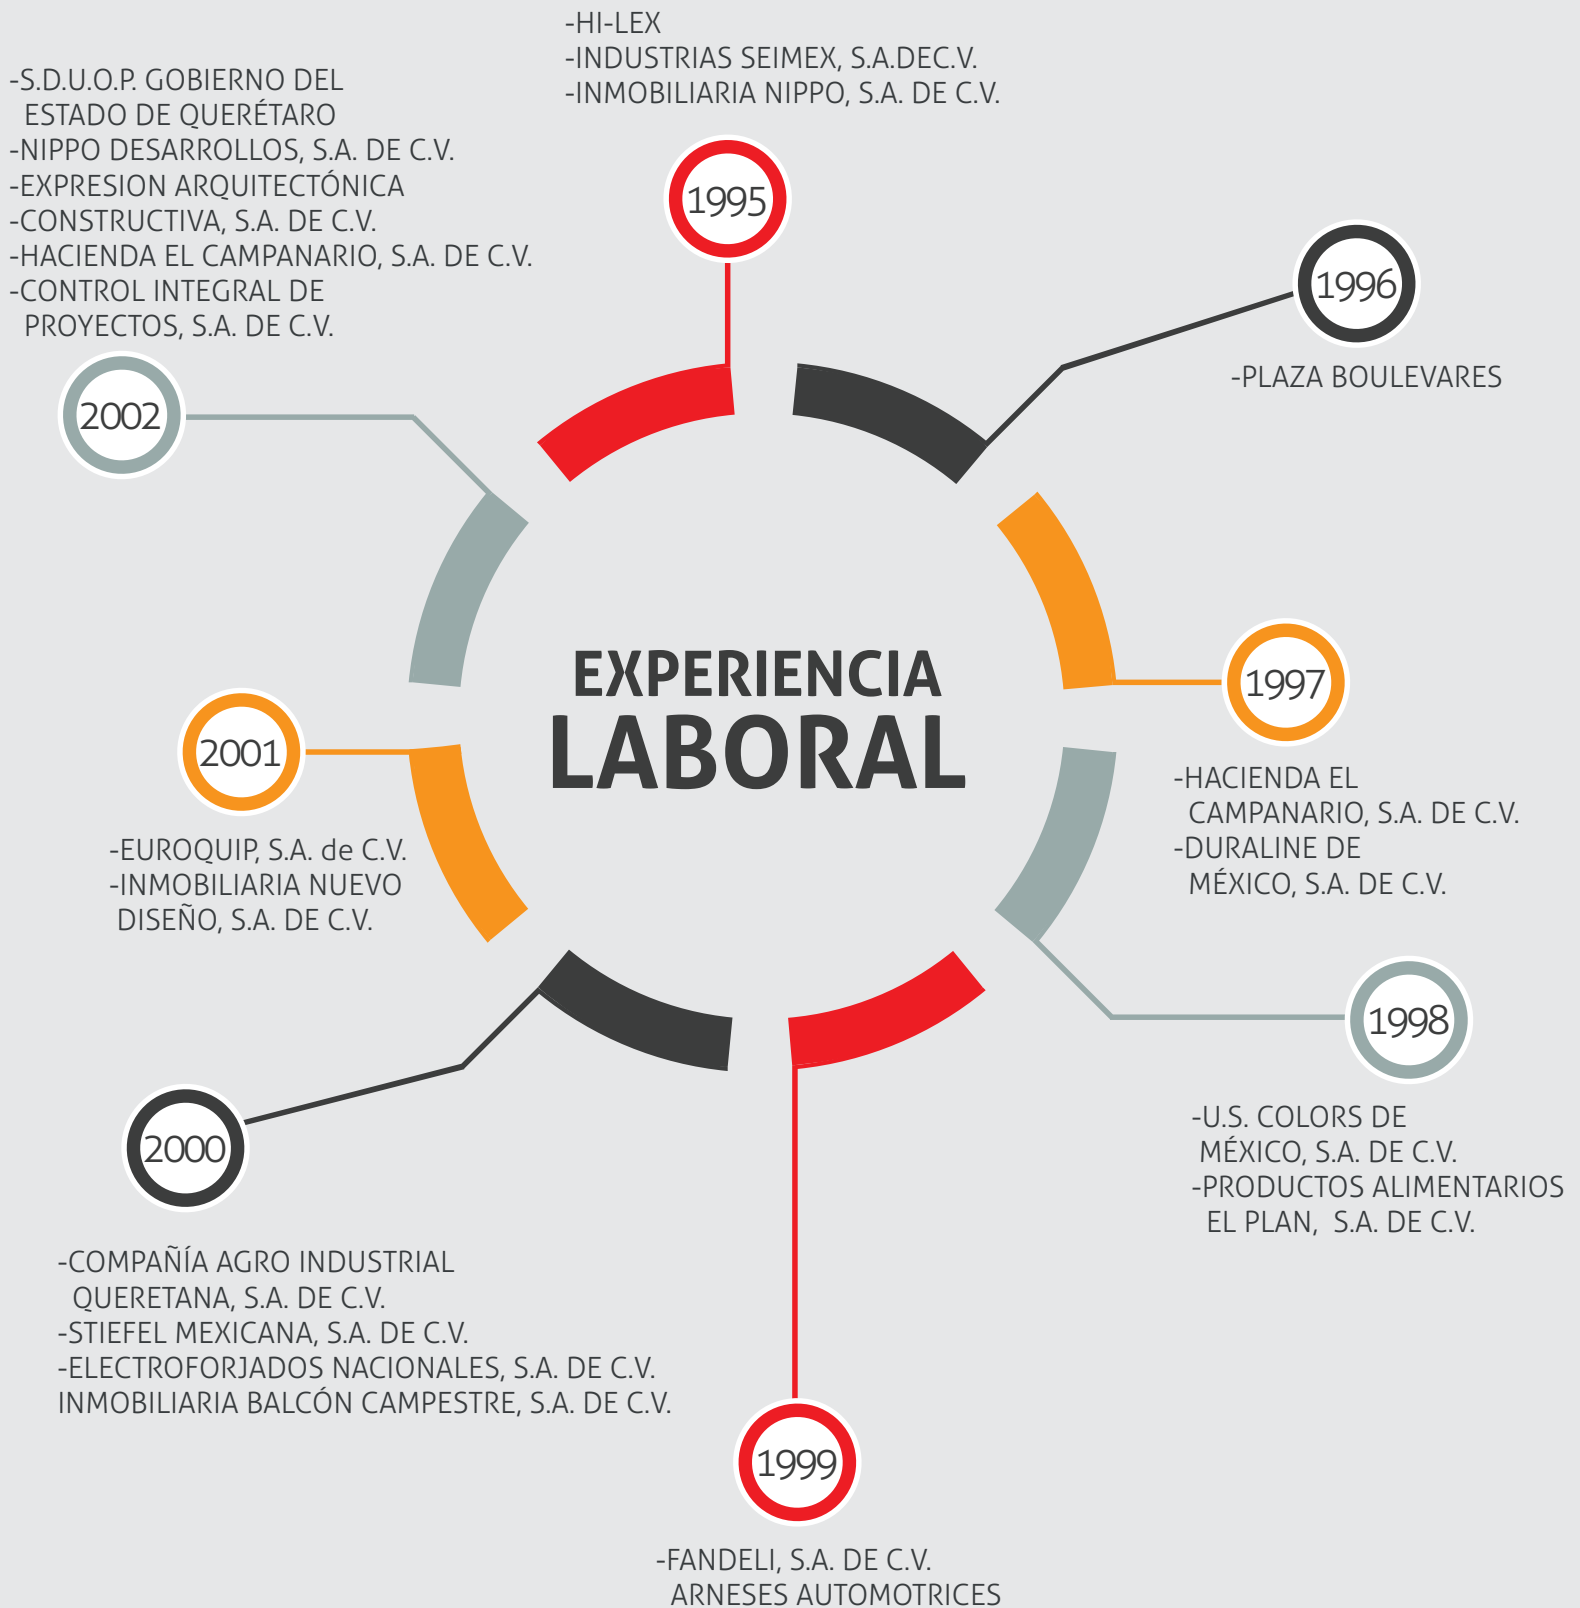 EXPERIENCIA
LABORAL
1995
-HI-LEX
-INDUSTRIAS SEIMEX, S.A.DEC.V.
-INMOBILIARIA NIPPO, S.A. DE C.V.
1996
-PLAZA BOULEVARES
1997
-HACIENDA EL
CAMPANARIO, S.A. DE C.V.
-DURALINE DE
MÉXICO, S.A. DE C.V.
1998
-U.S. COLORS DE
MÉXICO, S.A. DE C.V.
-PRODUCTOS ALIMENTARIOS
EL PLAN, S.A. DE C.V.
1999
-FANDELI, S.A. DE C.V.
ARNESES AUTOMOTRICES
2000
-COMPAÑÍA AGRO INDUSTRIAL
QUERETANA, S.A. DE C.V.
-STIEFEL MEXICANA, S.A. DE C.V.
-ELECTROFORJADOS NACIONALES, S.A. DE C.V.
INMOBILIARIA BALCÓN CAMPESTRE, S.A. DE C.V.
2001
-EUROQUIP, S.A. de C.V.
-INMOBILIARIA NUEVO
DISEÑO, S.A. DE C.V.
2002
-S.D.U.O.P. GOBIERNO DEL
ESTADO DE QUERÉTARO
-NIPPO DESARROLLOS, S.A. DE C.V.
-EXPRESION ARQUITECTÓNICA
-CONSTRUCTIVA, S.A. DE C.V.
-HACIENDA EL CAMPANARIO, S.A. DE C.V.
-CONTROL INTEGRAL DE
PROYECTOS, S.A. DE C.V.